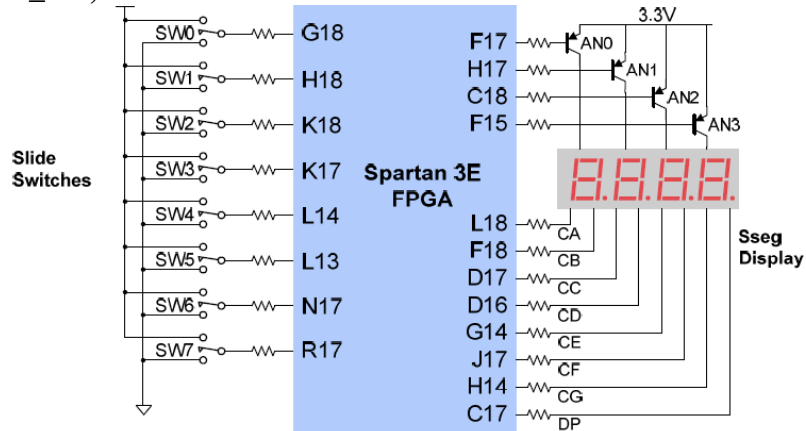 3.3V
SW0 G18
F17 AN0
SW1 H18
H17 AN1
C18 AN2
SW2 K18
F15 AN3
Slide
Switches
SW3 K17
Spartan 3E
FPGA
SW4 L14
L18 CA
Sseg
Display
F18 CB
SW5 L13
D17 CC
SW6 N17
D16 CD
G14 CE
SW7 R17
J17 CF
H14 CG
C17 DP